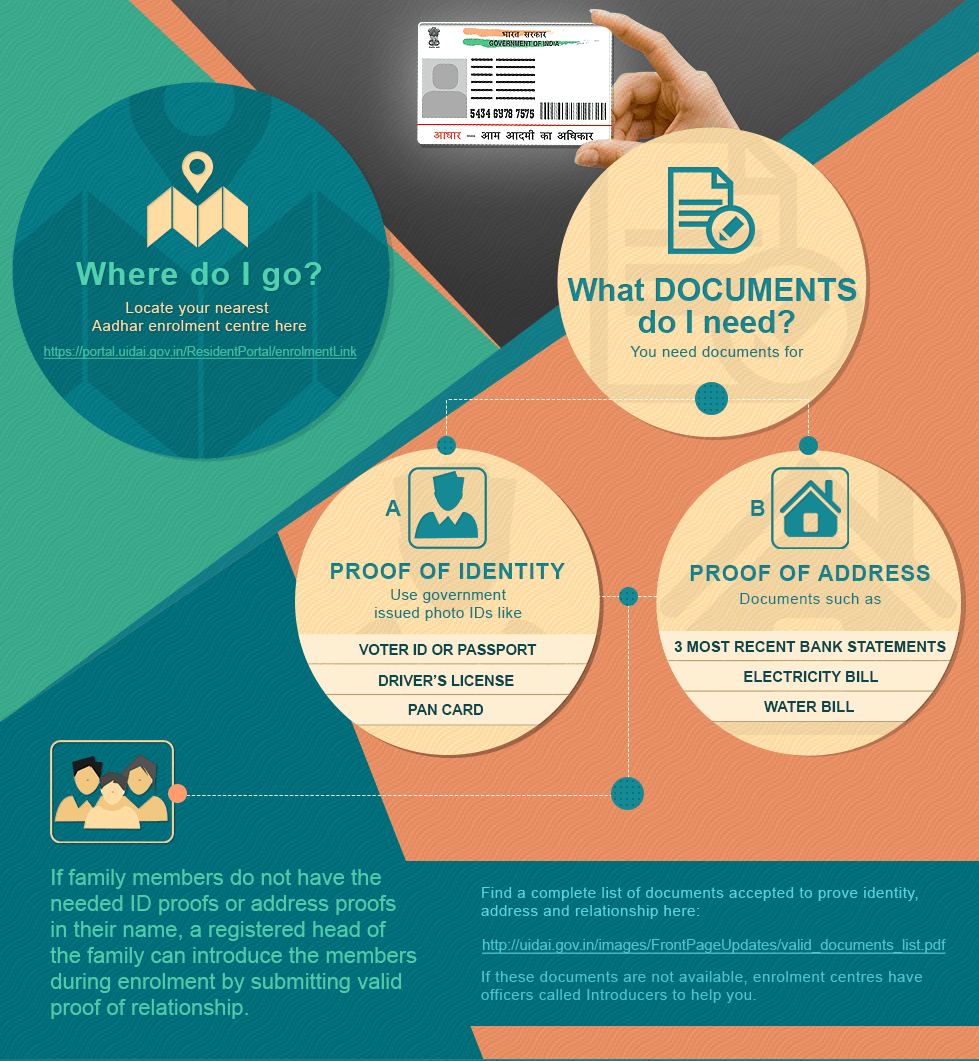 भारत सरकार
GOVERNMENT OF INDIA
5434 6978 7575
आधार – आम आदमी का अधिकार
Where do I go?
Locate your nearest
Aadhar enrolment centre here
https://portal.uidai.gov.in/ResidentPortal/enrolmentLink
What DOCUMENTS
do I need?
You need documents for
A
PROOF OF IDENTITY
Use government
issued photo IDs like
VOTER ID OR PASSPORT
DRIVER'S LICENSE
PAN CARD
B
PROOF OF ADDRESS
Documents such as
3 MOST RECENT BANK STATEMENTS
ELECTRICITY BILL
WATER BILL
If family members do not have the
needed ID proofs or address proofs
in their name, a registered head of
the family can introduce the members
during enrolment by submitting valid
proof of relationship.
Find a complete list of documents accepted to prove identity,
address and relationship here:
http://uidai.gov.in/images/FrontPageUpdates/valid_documents_list.pdf
If these documents are not available, enrolment centres have
officers called Introducers to help you.